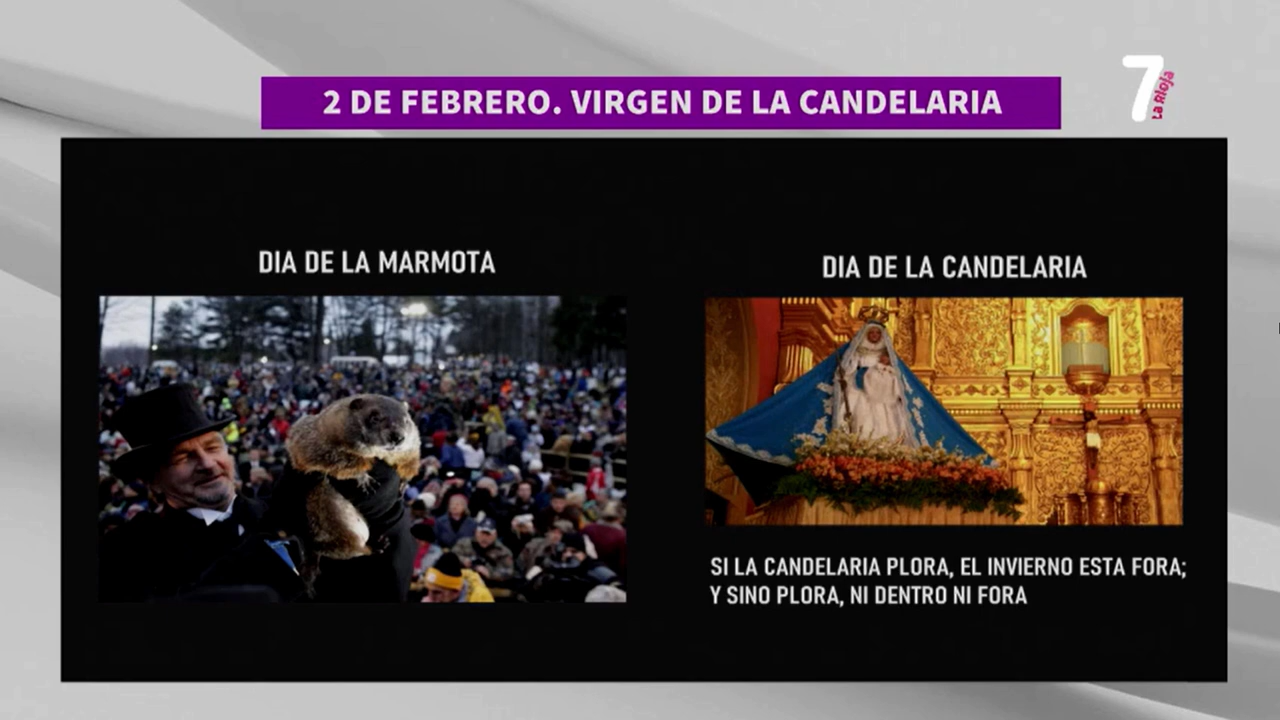 2 DE FEBRERO. VIRGEN DE LA CANDELARIA
7 La Rioja
DIA DE LA MARMOTA
DIA DE LA CANDELARIA
SI LA CANDELARIA PLORA, EL INVIERNO ESTA FORA;
Y SINO PLORA, NI DENTRO NI FORA